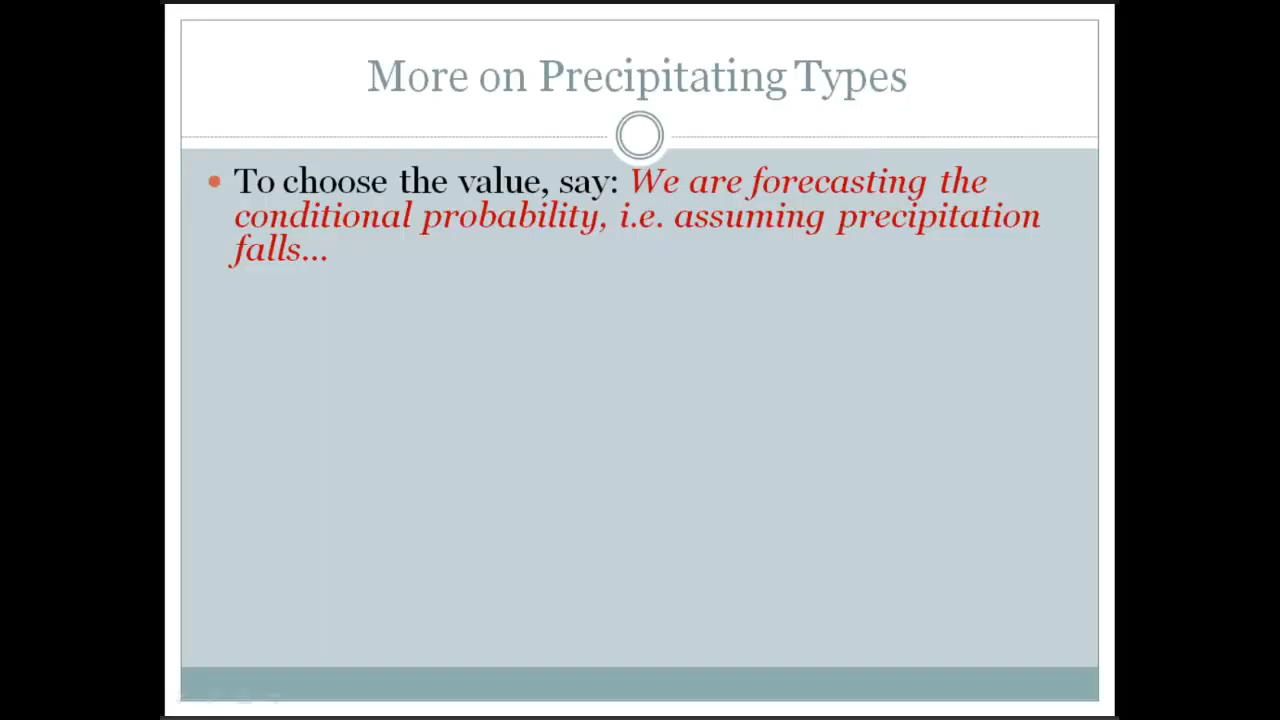 More on Precipitating Types
• To choose the value, say: We are forecasting the
conditional probability, i.e. assuming precipitation
falls…